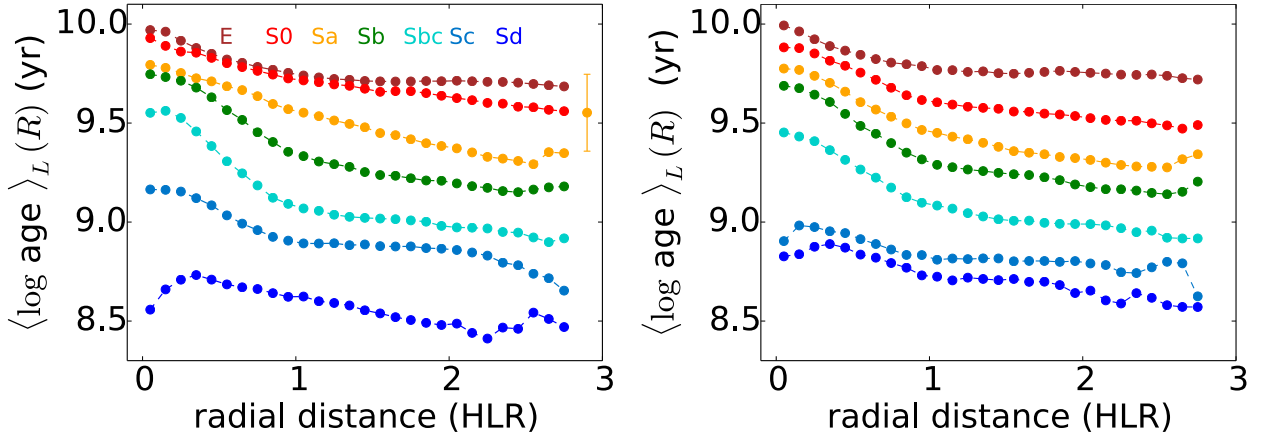 ⟨log age⟩_L (R) (yr)
10.0
9.5
9.0
8.5
E S0 Sa Sb Sbc Sc Sd
0 1 2 3
radial distance (HLR)
⟨log age⟩_L (R) (yr)
10.0
9.5
9.0
8.5
0 1 2 3
radial distance (HLR)